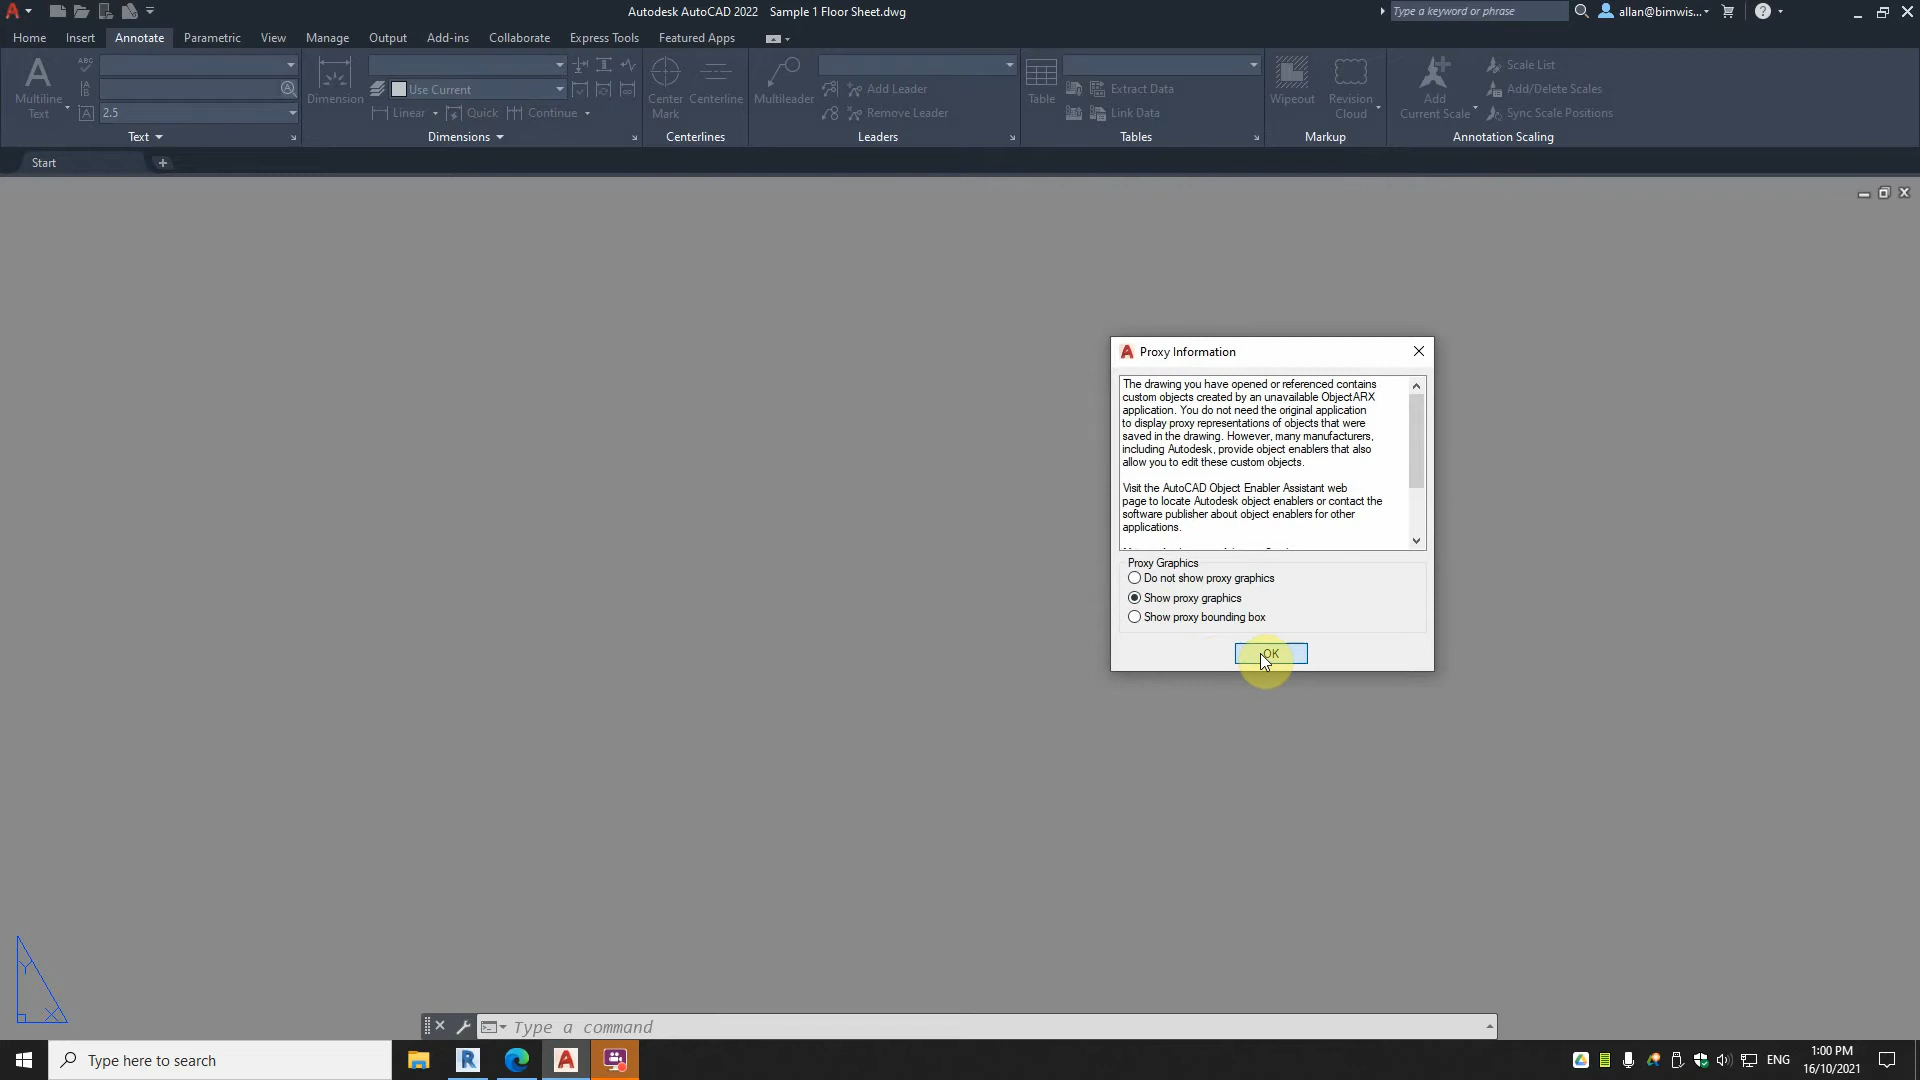 Autodesk AutoCAD 2022 Sample 1 Floor Sheet.dwg
Type a keyword or phrase
allan@bimwis...
Home Insert Annotate Parametric View Manage Output Add-ins Collaborate Express Tools Featured Apps
Multiline
Text
ABC
2.5
Text
Dimension
Use Current
Linear Quick Continue
Dimensions
Center
Mark
Centerline
Centerlines
Multileader
Add Leader
Remove Leader
Leaders
Table
Extract Data
Link Data
Tables
Wipeout
Revision
Cloud
Markup
Add
Current Scale
Scale List
Add/Delete Scales
Sync Scale Positions
Annotation Scaling
Start
Proxy Information
The drawing you have opened or referenced contains
custom objects created by an unavailable ObjectARX
application. You do not need the original application
to display proxy representations of objects that were
saved in the drawing. However, many manufacturers,
including Autodesk, provide object enablers that also
allow you to edit these custom objects.
Visit the AutoCAD Object Enabler Assistant web
page to locate Autodesk object enablers or contact the
software publisher about object enablers for other
applications.
Proxy Graphics
Do not show proxy graphics
Show proxy graphics
Show proxy bounding box
OK
Y
X
Type a command
Type here to search
ENG
1:00 PM
16/10/2021